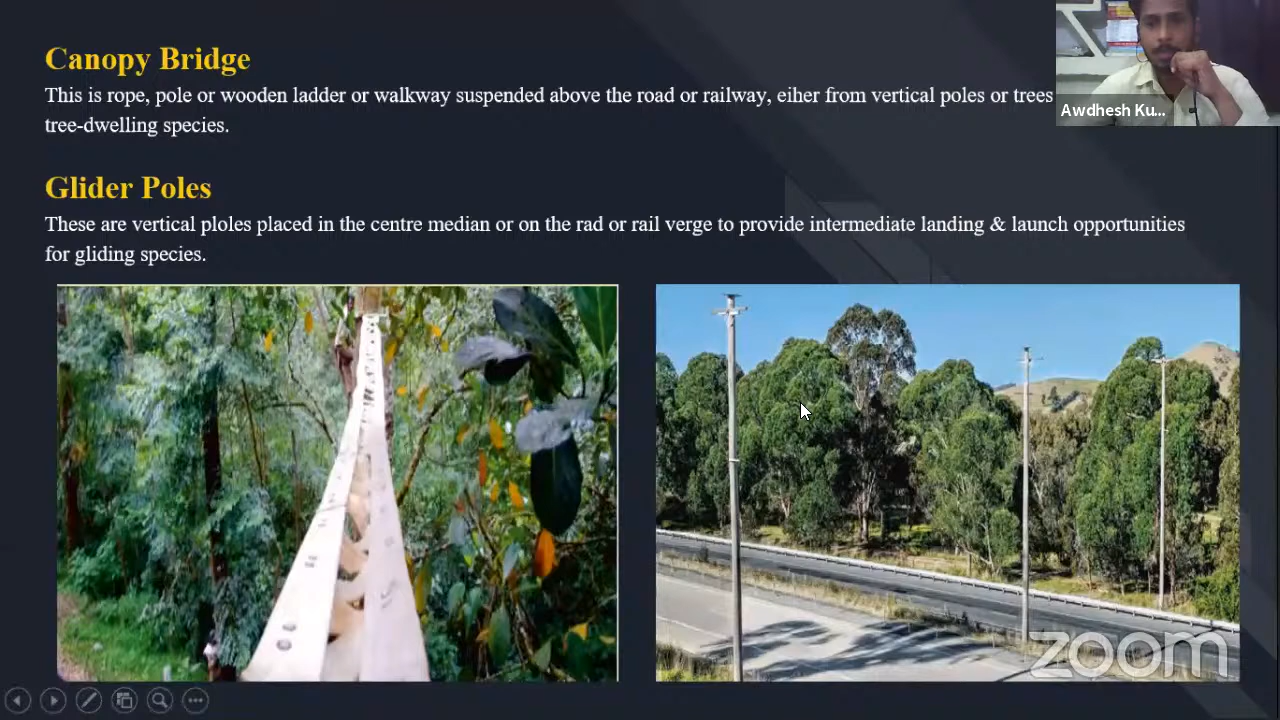 Canopy Bridge
This is rope, pole or wooden ladder or walkway suspended above the road or railway, eiher from vertical poles or trees
tree-dwelling species.
Awdhesh Ku...
Glider Poles
These are vertical ploles placed in the centre median or on the rad or rail verge to provide intermediate landing & launch opportunities
for gliding species.
zoom